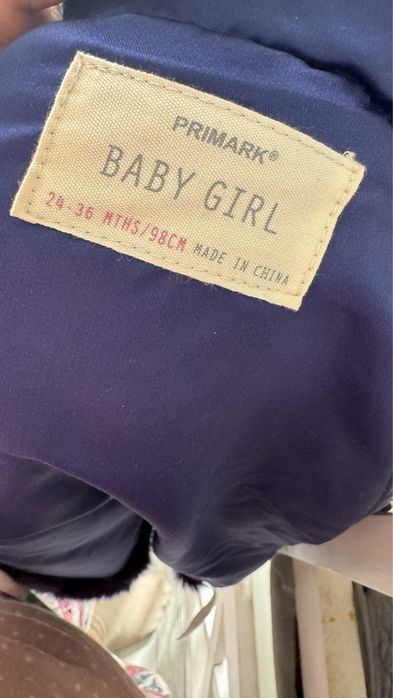 PRIMARK®
BABY GIRL
24-36 MTHS/98CM MADE IN CHINA